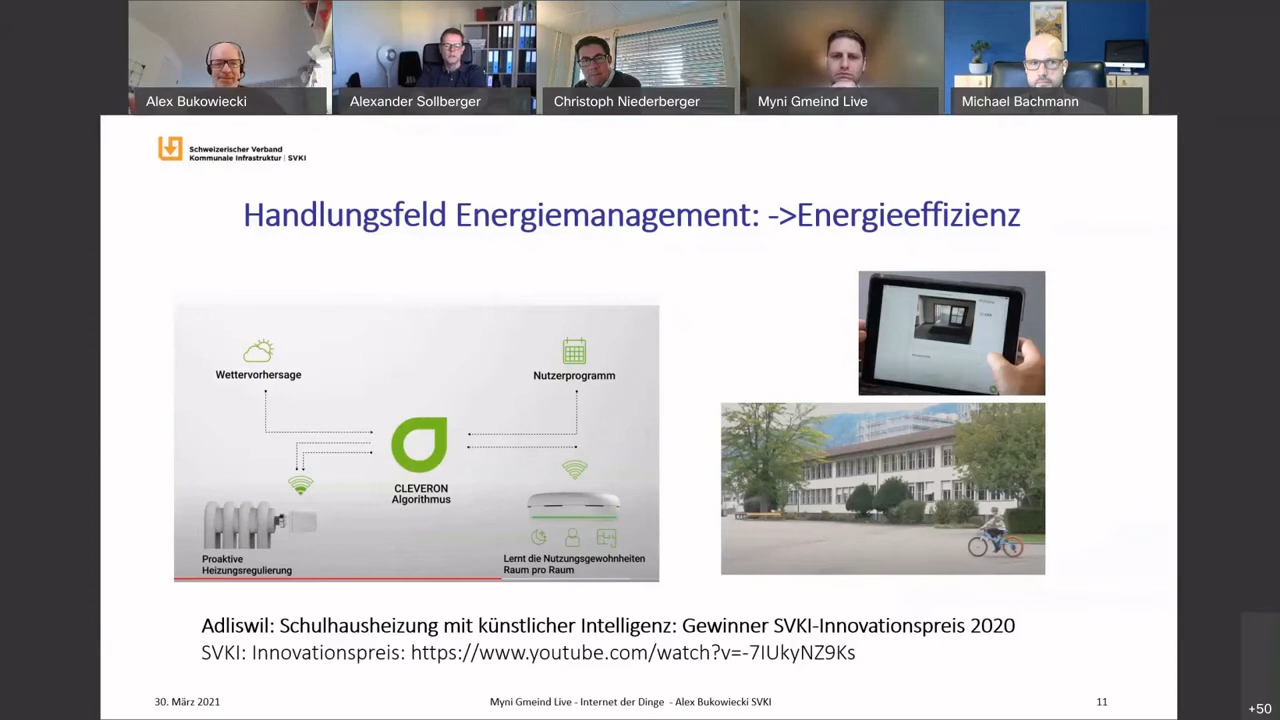 Alex Bukowiecki
Alexander Sollberger
Christoph Niederberger
Myni Gmeind Live
Michael Bachmann
Schweizerischer Verband
Kommunale Infrastruktur | SVKI
Handlungsfeld Energiemanagement: ->Energieeffizienz
Wettervorhersage
Nutzerprogramm
CLEVERON
Algorithmus
Proaktive
Heizungsregulierung
Lernt die Nutzungsgewohnheiten
Raum pro Raum
Adliswil: Schulhausheizung mit künstlicher Intelligenz: Gewinner SVKI-Innovationspreis 2020
SVKI: Innovationspreis: https://www.youtube.com/watch?v=-7IUkyNZ9Ks
30. März 2021
Myni Gmeind Live - Internet der Dinge - Alex Bukowiecki SVKI
11
+50